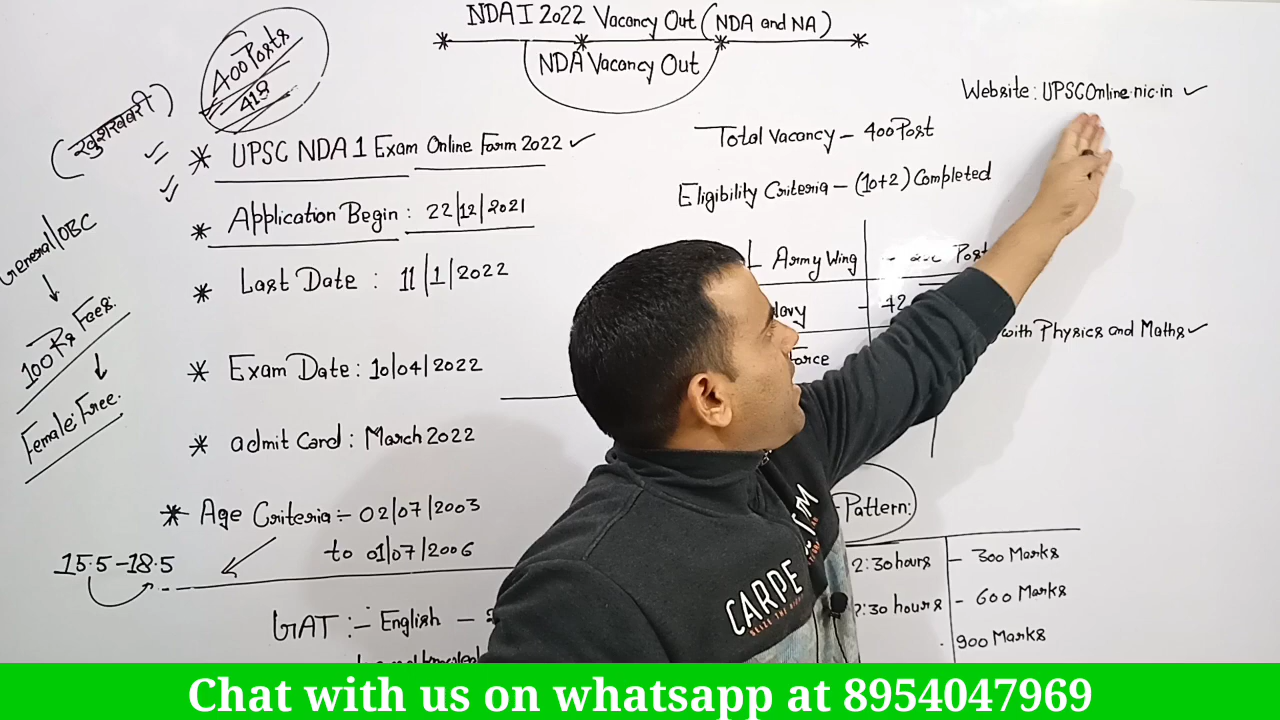 NDA I 2022 Vacancy Out (NDA and NA)
NDA Vacancy Out
400 Posts
418
(खुशखबरी)
* UPSC NDA 1 Exam Online Form 2022 ✓
* Application Begin : 22/12/2021
* Last Date : 11/1/2022
* Exam Date : 10/04/2022
* admit Card : March 2022
* Age Criteria :- 02/07/2003
to 01/07/2006
15.5 - 18.5
General/OBC
100 Rs Fees.
Female: Free.
GAT :- English -
Website : UPSCOnline.nic.in ✓
Total Vacancy - 400 Post
Eligibility Criteria - (10+2) Completed
Army Wing - Post
- 42
with Physics and Maths ✓
Pattern:
2:30 hours - 300 Marks
2:30 hours - 600 Marks
900 Marks
CARPE
Chat with us on whatsapp at 8954047969